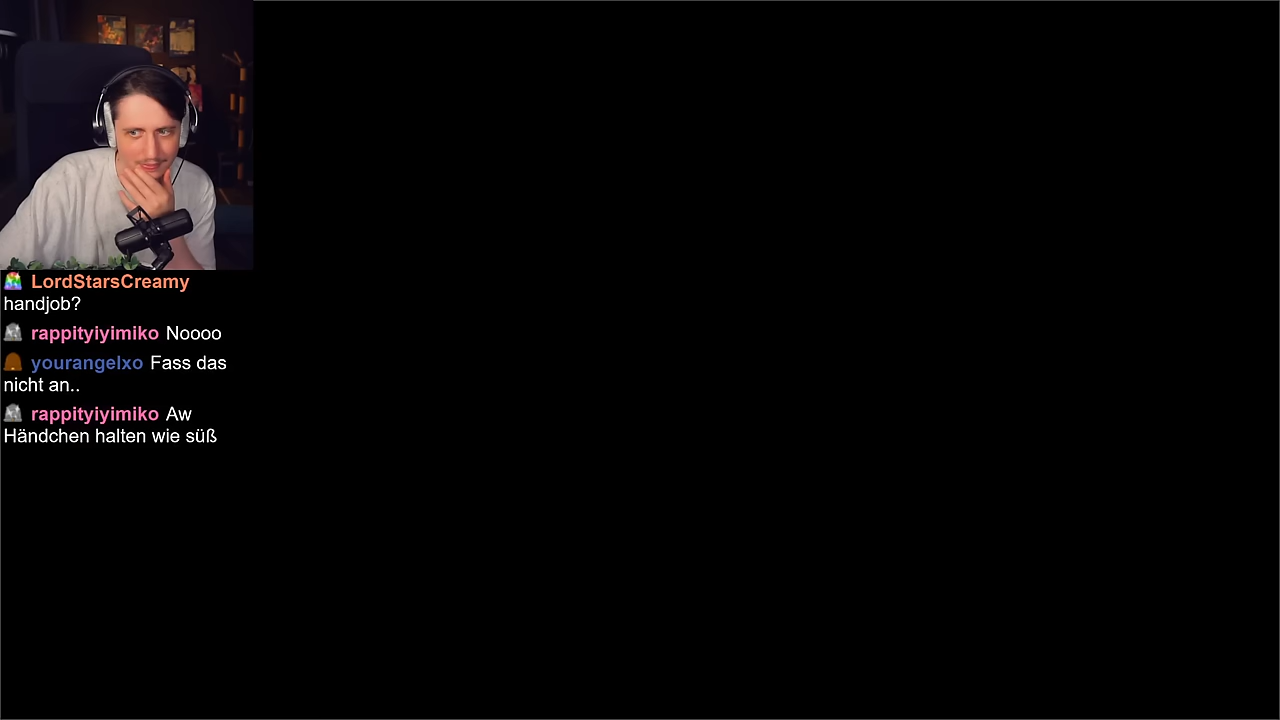 LordStarsCreamy
handjob?
rappityiyimiko Noooo
yourangelxo Fass das
nicht an..
rappityiyimiko Aw
Händchen halten wie süß